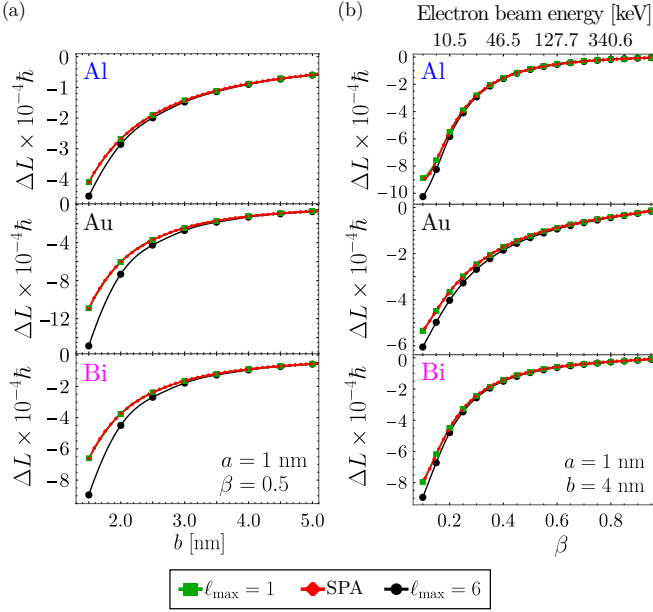 (a)
(b)
Electron beam energy [keV]
10.5 46.5 127.7 340.6
Al
0
-1
-2
-3
-4
ΔL × 10⁻⁴ℏ
Al
0
-2
-4
-6
-8
-10
ΔL × 10⁻⁴ℏ
Au
0
-4
-8
-12
ΔL × 10⁻⁴ℏ
Au
0
-2
-4
-6
ΔL × 10⁻⁴ℏ
Bi
0
-2
-4
-6
-8
ΔL × 10⁻⁴ℏ
a = 1 nm
β = 0.5
2.0 3.0 4.0 5.0
b [nm]
Bi
0
-2
-4
-6
-8
ΔL × 10⁻⁴ℏ
a = 1 nm
b = 4 nm
0.2 0.4 0.6 0.8
β
ℓmax = 1 SPA ℓmax = 6